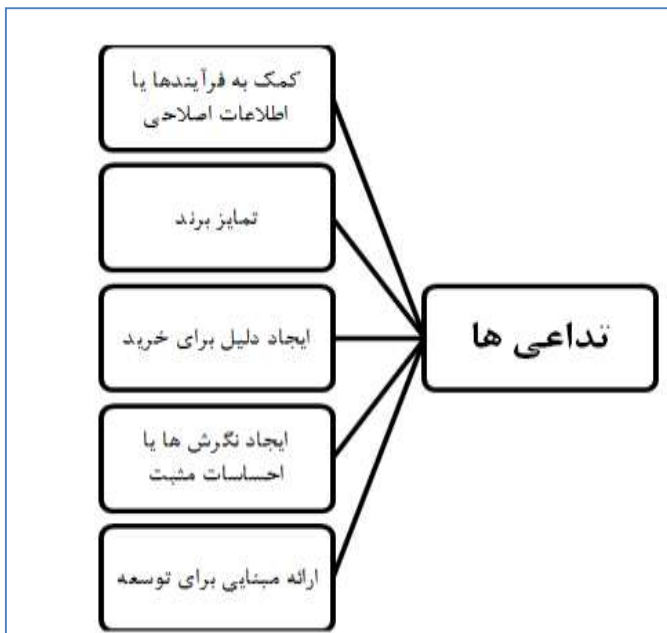 تداعی ها
کمک به فرآیندها یا
اطلاعات اصلاحی
تمایز برند
ایجاد دلیل برای خرید
ایجاد نگرش ها یا
احساسات مثبت
ارائه مبنایی برای توسعه